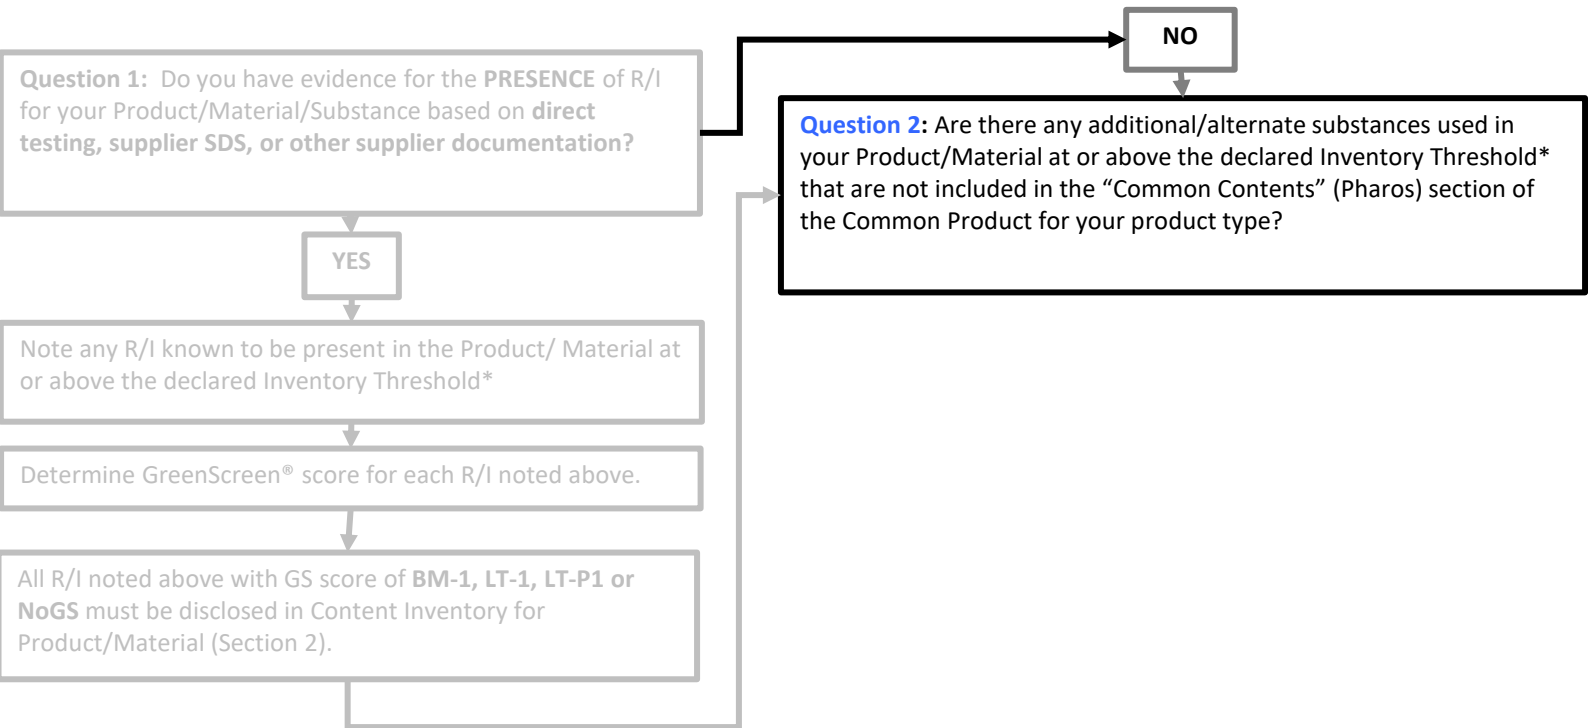 NO
Question 1:  Do you have evidence for the PRESENCE of R/I
for your Product/Material/Substance based on direct
testing, supplier SDS, or other supplier documentation?
Question 2: Are there any additional/alternate substances used in
your Product/Material at or above the declared Inventory Threshold*
that are not included in the “Common Contents” (Pharos) section of
the Common Product for your product type?
YES
Note any R/I known to be present in the Product/ Material at
or above the declared Inventory Threshold*
Determine GreenScreen® score for each R/I noted above.
All R/I noted above with GS score of BM-1, LT-1, LT-P1 or
NoGS must be disclosed in Content Inventory for
Product/Material (Section 2).